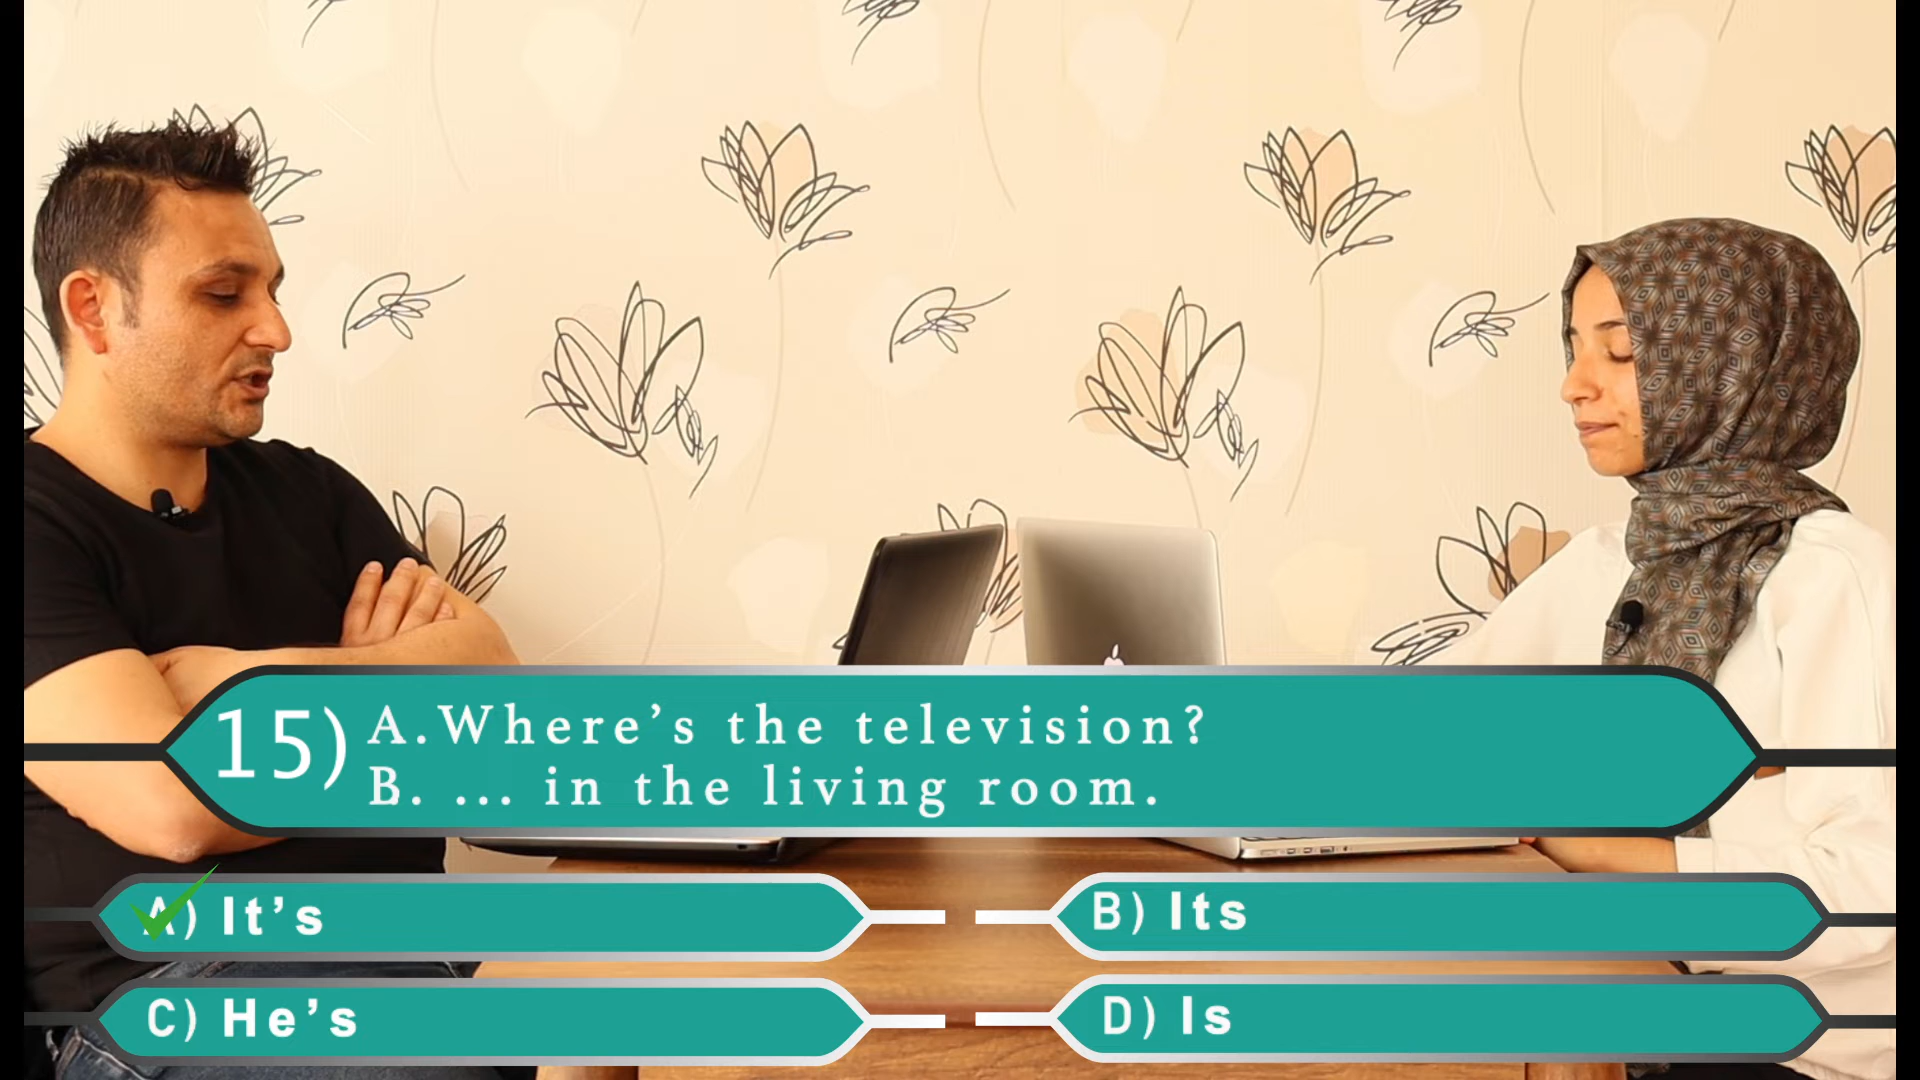 15) A.Where’s the television?
B. ... in the living room.
A) It’s
B) Its
C) He’s
D) Is